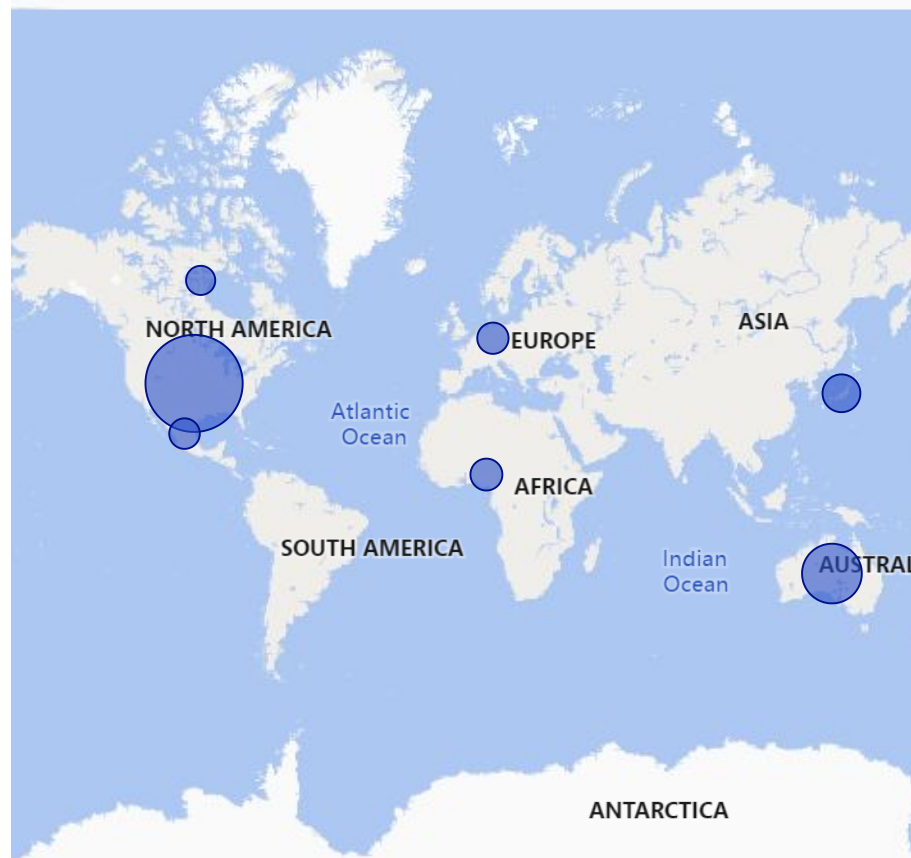 NORTH AMERICA
ASIA
EUROPE
Atlantic
Ocean
AFRICA
SOUTH AMERICA
Indian
Ocean
AUSTRAL
ANTARCTICA